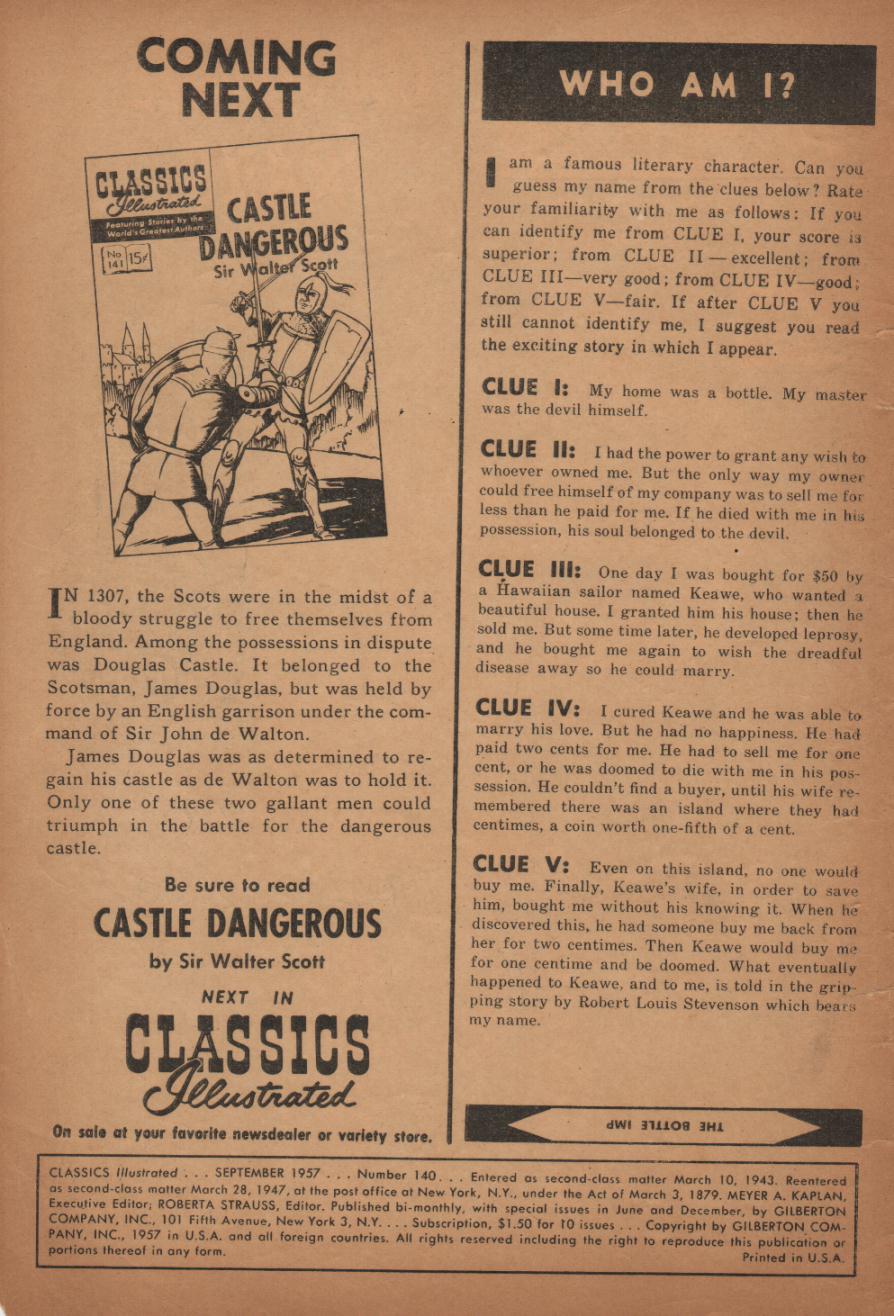 COMING
NEXT
CLASSICS
Illustrated
Featuring Stories by the
World's Greatest Authors
No 141 15¢
CASTLE
DANGEROUS
Sir Walter Scott
IN 1307, the Scots were in the midst of a
bloody struggle to free themselves from
England. Among the possessions in dispute
was Douglas Castle. It belonged to the
Scotsman, James Douglas, but was held by
force by an English garrison under the com-
mand of Sir John de Walton.
James Douglas was as determined to re-
gain his castle as de Walton was to hold it.
Only one of these two gallant men could
triumph in the battle for the dangerous
castle.
Be sure to read
CASTLE DANGEROUS
by Sir Walter Scott
NEXT IN
CLASSICS
Illustrated
On sale at your favorite newsdealer or variety store.
WHO AM I?
I am a famous literary character. Can you
guess my name from the clues below? Rate
your familiarity with me as follows: If you
can identify me from CLUE I, your score is
superior; from CLUE II — excellent; from
CLUE III—very good; from CLUE IV—good;
from CLUE V—fair. If after CLUE V you
still cannot identify me, I suggest you read
the exciting story in which I appear.
CLUE I: My home was a bottle. My master
was the devil himself.
CLUE II: I had the power to grant any wish to
whoever owned me. But the only way my owner
could free himself of my company was to sell me for
less than he paid for me. If he died with me in his
possession, his soul belonged to the devil.
CLUE III: One day I was bought for $50 by
a Hawaiian sailor named Keawe, who wanted a
beautiful house. I granted him his house; then he
sold me. But some time later, he developed leprosy,
and he bought me again to wish the dreadful
disease away so he could marry.
CLUE IV: I cured Keawe and he was able to
marry his love. But he had no happiness. He had
paid two cents for me. He had to sell me for one
cent, or he was doomed to die with me in his pos-
session. He couldn't find a buyer, until his wife re-
membered there was an island where they had
centimes, a coin worth one-fifth of a cent.
CLUE V: Even on this island, no one would
buy me. Finally, Keawe's wife, in order to save
him, bought me without his knowing it. When he
discovered this, he had someone buy me back from
her for two centimes. Then Keawe would buy me
for one centime and be doomed. What eventually
happened to Keawe, and to me, is told in the grip-
ping story by Robert Louis Stevenson which bears
my name.
THE BOTTLE IMP
CLASSICS Illustrated . . . SEPTEMBER 1957 . . . Number 140 . . . Entered as second-class matter March 10, 1943. Reentered
as second-class matter March 28, 1947, at the post office at New York, N.Y., under the Act of March 3, 1879. MEYER A. KAPLAN,
Executive Editor; ROBERTA STRAUSS, Editor. Published bi-monthly, with special issues in June and December, by GILBERTON
COMPANY, INC., 101 Fifth Avenue, New York 3, N.Y. . . . Subscription, $1.50 for 10 issues . . . Copyright by GILBERTON COM-
PANY, INC., 1957 in U.S.A. and all foreign countries. All rights reserved including the right to reproduce this publication or
portions thereof in any form.
Printed in U.S.A.